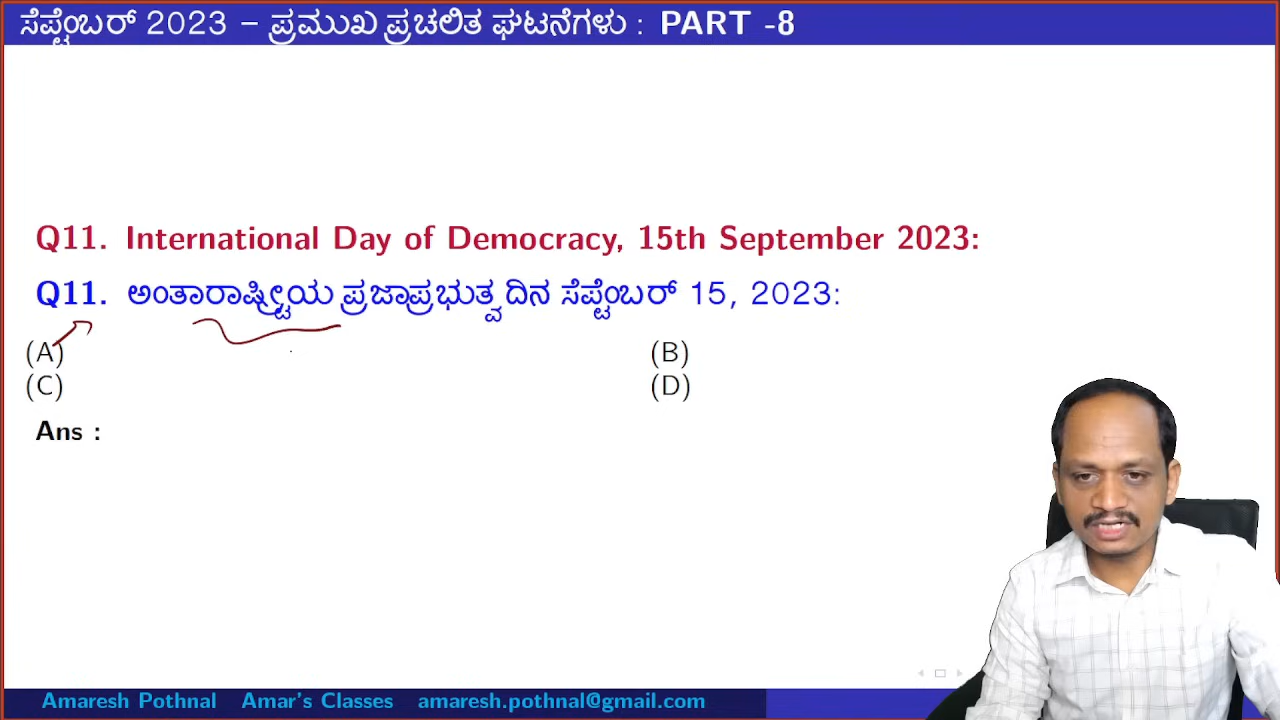 ಸೆಪ್ಟೆಂಬರ್ 2023 – ಪ್ರಮುಖ ಪ್ರಚಲಿತ ಘಟನೆಗಳು : PART -8
Q11. International Day of Democracy, 15th September 2023:
Q11. ಅಂತಾರಾಷ್ಟ್ರೀಯ ಪ್ರಜಾಪ್ರಭುತ್ವ ದಿನ ಸೆಪ್ಟೆಂಬರ್ 15, 2023:
(A) (B)
(C) (D)
Ans :
Amaresh Pothnal Amar's Classes amaresh.pothnal@gmail.com